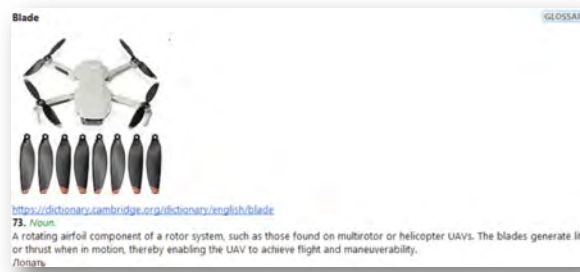 Blade
https://dictionary.cambridge.org/dictionary/english/blade
73. Noun.
A rotating airfoil component of a rotor system, such as those found on multirotor or helicopter UAVs. The blades generate
or thrust when in motion, thereby enabling the UAV to achieve flight and maneuverability.
Лопать